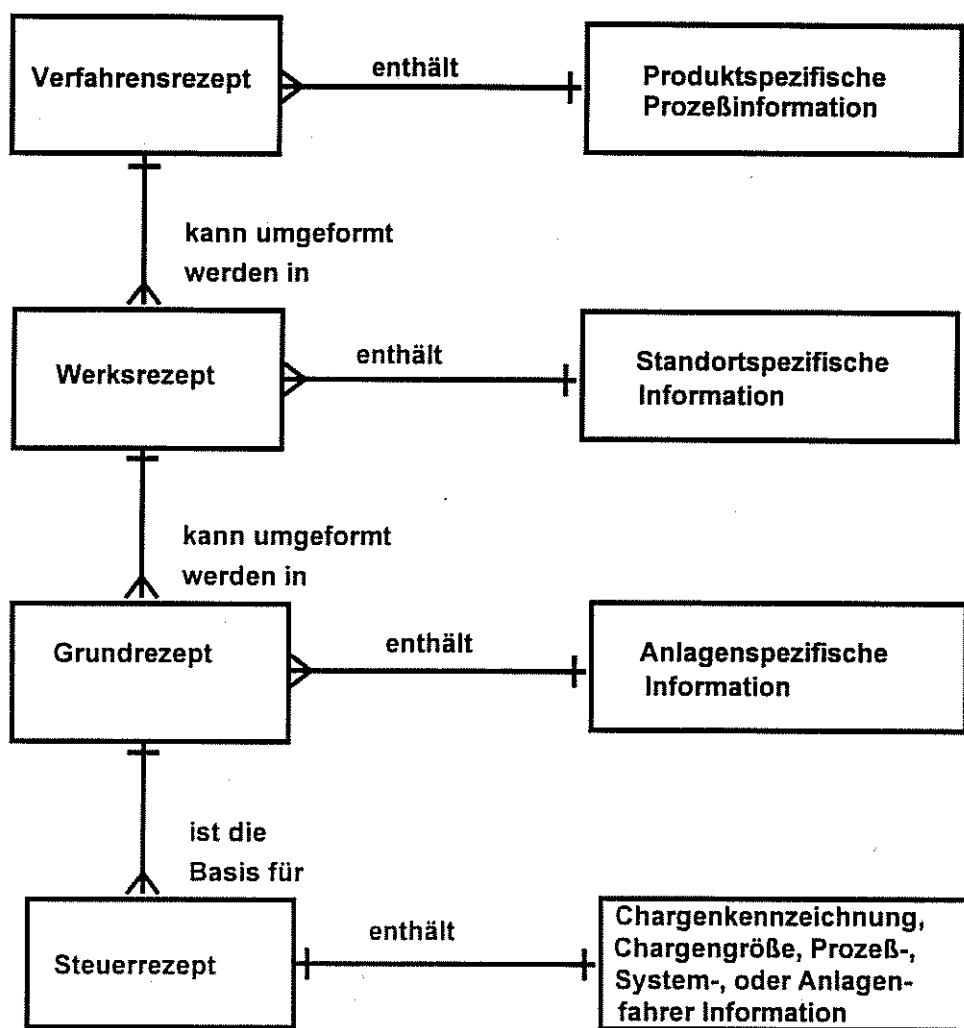 Verfahrensrezept
enthält
Produktspezifische
Prozeßinformation
kann umgeformt
werden in
Werksrezept
enthält
Standortspezifische
Information
kann umgeformt
werden in
Grundrezept
enthält
Anlagenspezifische
Information
ist die
Basis für
Steuerrezept
enthält
Chargenkennzeichnung,
Chargengröße, Prozeß-,
System-, oder Anlagen-
fahrer Information